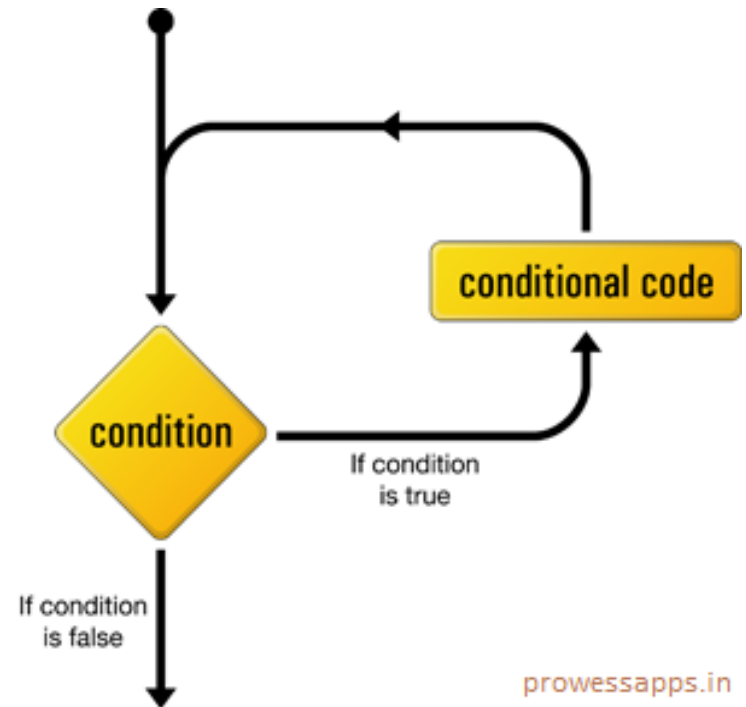 conditional code
condition
If condition
is true
If condition
is false
prowessapps.in